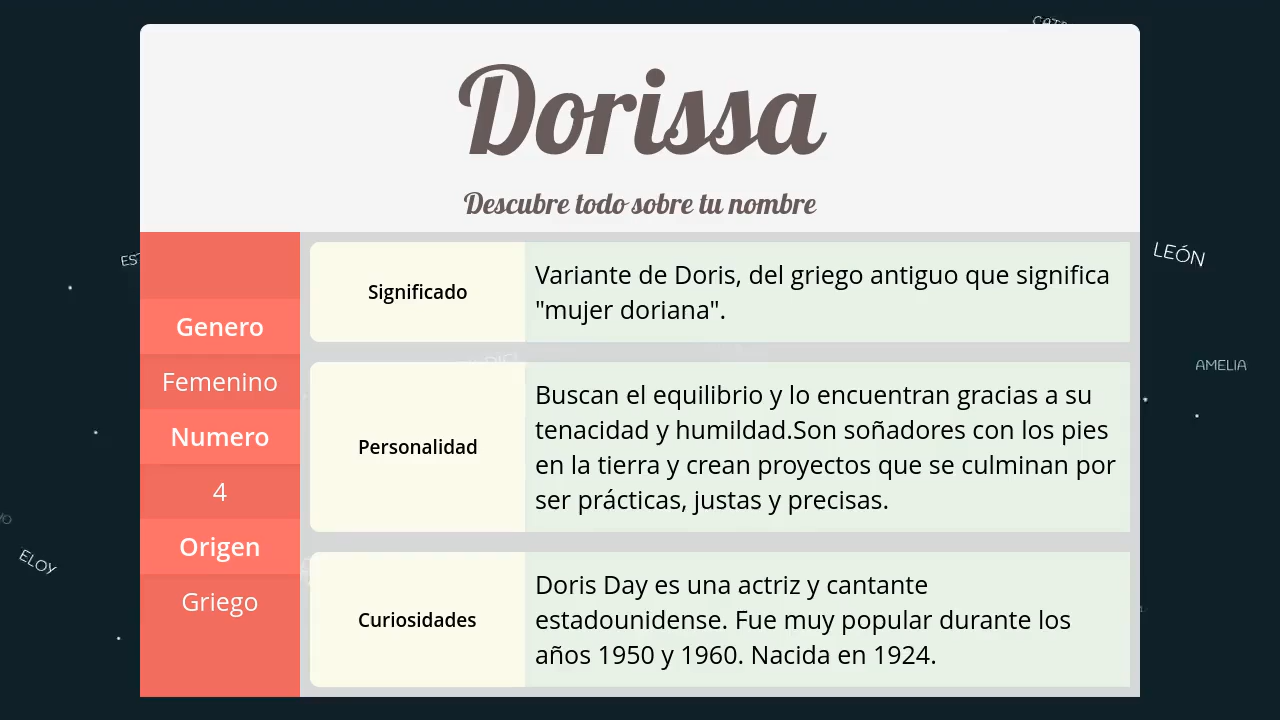 Dorissa
Descubre todo sobre tu nombre
Genero
Femenino
Numero
4
Origen
Griego
Significado
Variante de Doris, del griego antiguo que significa
"mujer doriana".
Personalidad
Buscan el equilibrio y lo encuentran gracias a su
tenacidad y humildad.Son soñadores con los pies
en la tierra y crean proyectos que se culminan por
ser prácticas, justas y precisas.
Curiosidades
Doris Day es una actriz y cantante
estadounidense. Fue muy popular durante los
años 1950 y 1960. Nacida en 1924.
LEÓN
AMELIA
ELOY